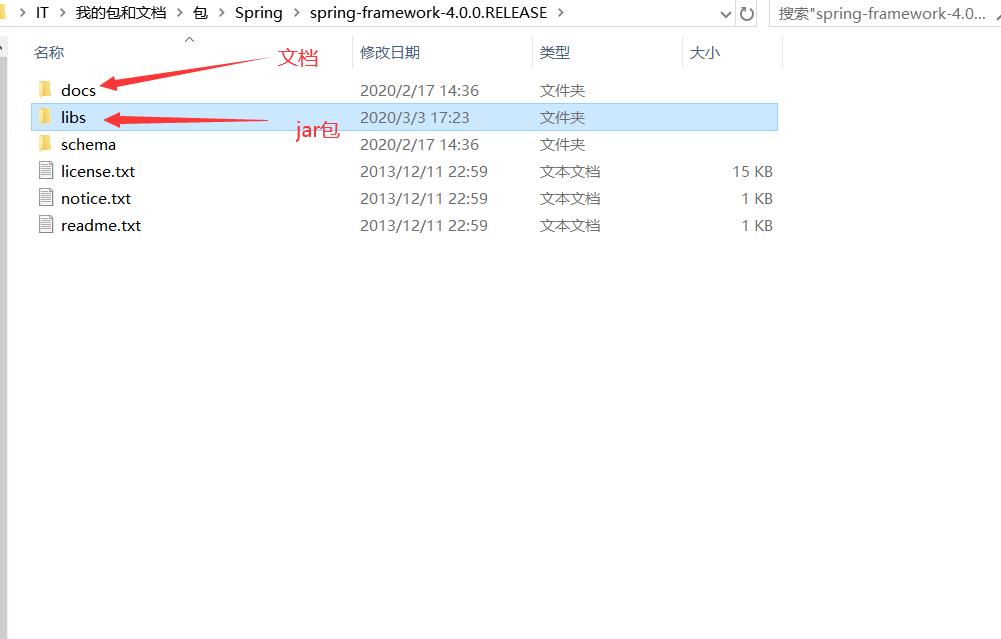 IT 我的包和文档 包 Spring spring-framework-4.0.0.RELEASE 搜索"spring-framework-4.0.0...
名称 修改日期 类型 大小
文档
docs 2020/2/17 14:36 文件夹
libs 2020/3/3 17:23 文件夹
jar包
schema 2020/2/17 14:36 文件夹
license.txt 2013/12/11 22:59 文本文档 15 KB
notice.txt 2013/12/11 22:59 文本文档 1 KB
readme.txt 2013/12/11 22:59 文本文档 1 KB